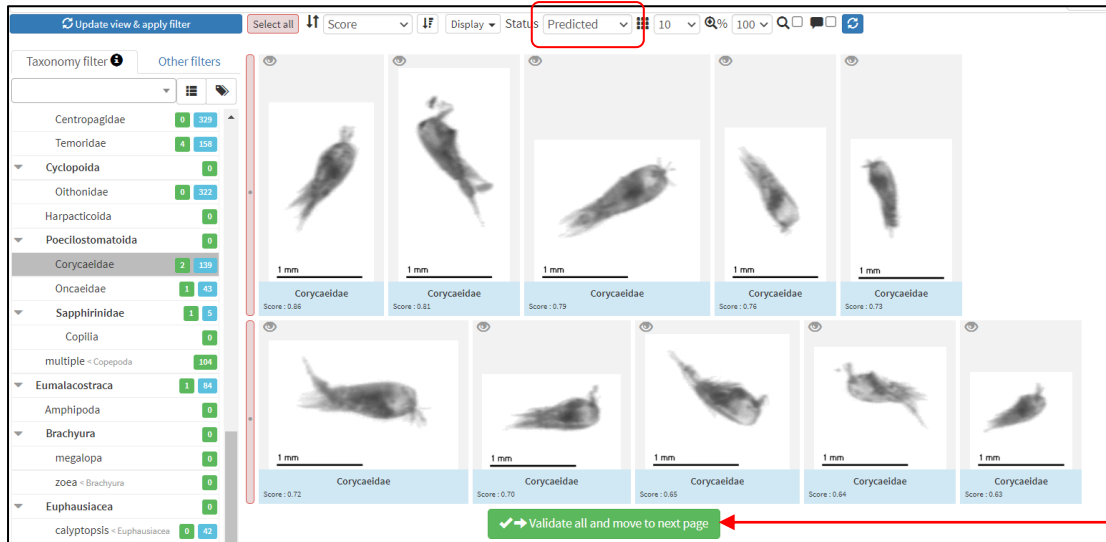 Update view & apply filter
Select all Score Display Status Predicted 10 % 100
Taxonomy filter Other filters
Centropagidae 0 329
Temoridae 4 158
Cyclopoida 0
Oithonidae 0 322
Harpacticoida 0
Poecilostomatoida 0
Corycaeidae 2 139
Oncaeidae 1 43
Sapphirinidae 1 5
Copilia 0
multiple < Copepoda 104
Eumalacostraca 1 84
Amphipoda 0
Brachyura 0
megalopa 0
zoea < Brachyura 0
Euphausiacea 0
calyptopsis < Euphausiacea 0 42
1 mm 1 mm 1 mm 1 mm 1 mm
Corycaeidae Corycaeidae Corycaeidae Corycaeidae Corycaeidae
Score : 0.86 Score : 0.81 Score : 0.79 Score : 0.76 Score : 0.73
1 mm 1 mm 1 mm 1 mm 1 mm
Corycaeidae Corycaeidae Corycaeidae Corycaeidae Corycaeidae
Score : 0.72 Score : 0.70 Score : 0.65 Score : 0.64 Score : 0.63
Validate all and move to next page